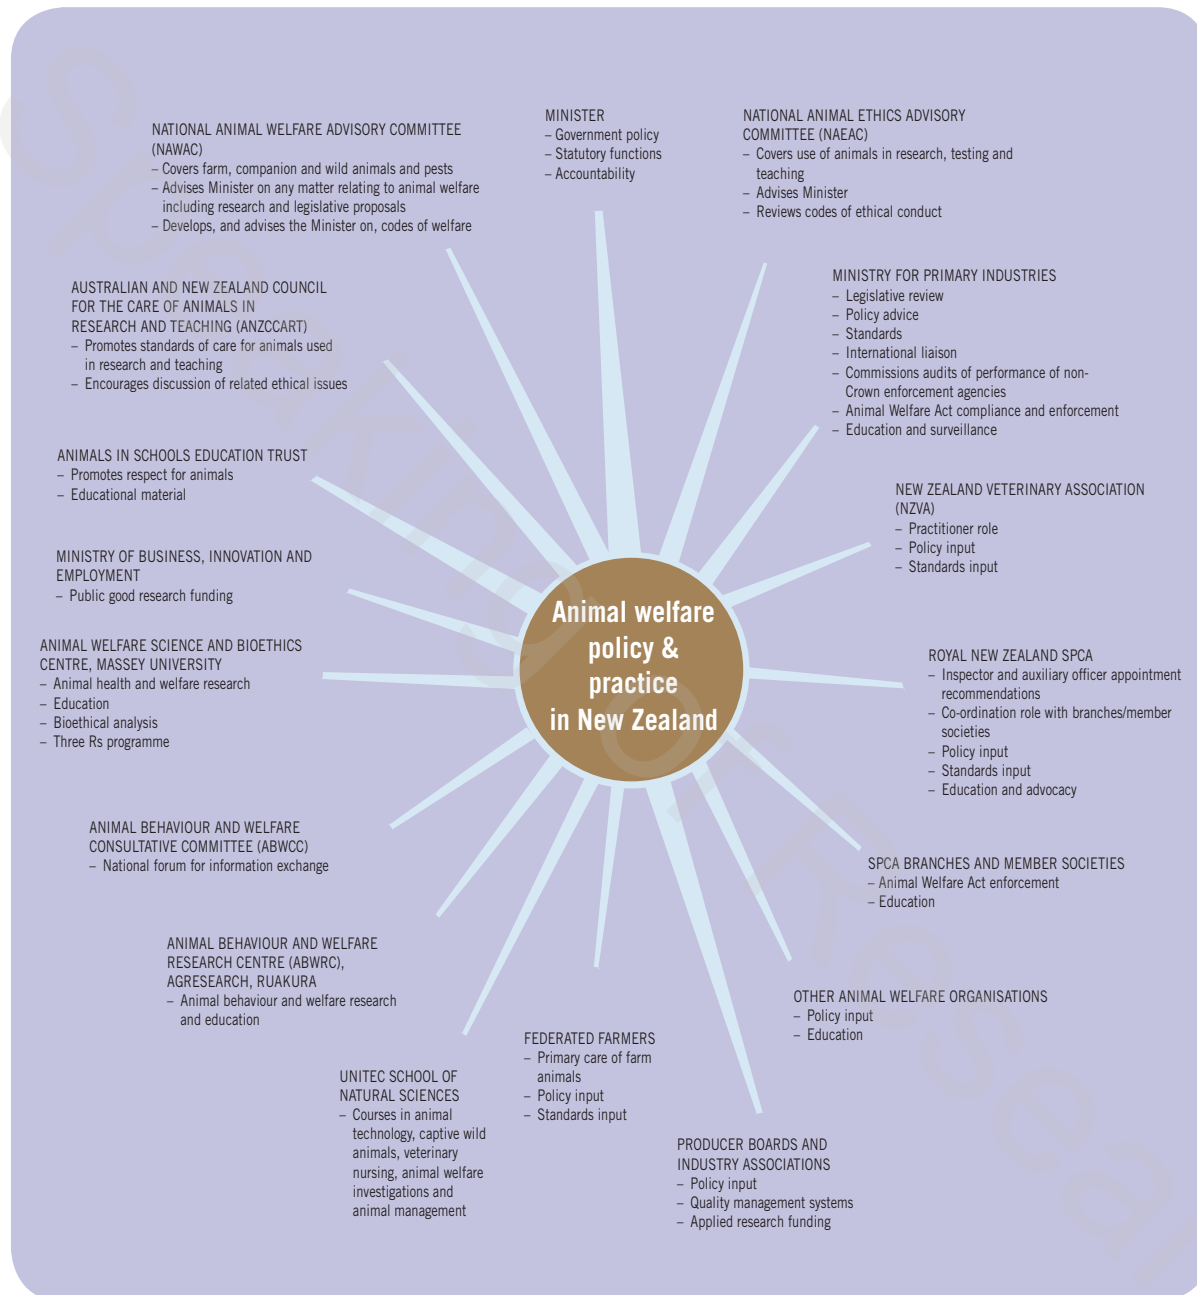 NATIONAL ANIMAL WELFARE ADVISORY COMMITTEE
(NAWAC)
– Covers farm, companion and wild animals and pests
– Advises Minister on any matter relating to animal welfare
including research and legislative proposals
– Develops, and advises the Minister on, codes of welfare
MINISTER
– Government policy
– Statutory functions
– Accountability
NATIONAL ANIMAL ETHICS ADVISORY
COMMITTEE (NAEAC)
– Covers use of animals in research, testing and
teaching
– Advises Minister
– Reviews codes of ethical conduct
AUSTRALIAN AND NEW ZEALAND COUNCIL
FOR THE CARE OF ANIMALS IN
RESEARCH AND TEACHING (ANZCCART)
– Promotes standards of care for animals used
in research and teaching
– Encourages discussion of related ethical issues
MINISTRY FOR PRIMARY INDUSTRIES
– Legislative review
– Policy advice
– Standards
– International liaison
– Commissions audits of performance of non-
Crown enforcement agencies
– Animal Welfare Act compliance and enforcement
– Education and surveillance
ANIMALS IN SCHOOLS EDUCATION TRUST
– Promotes respect for animals
– Educational material
NEW ZEALAND VETERINARY ASSOCIATION
(NZVA)
– Practitioner role
– Policy input
– Standards input
MINISTRY OF BUSINESS, INNOVATION AND
EMPLOYMENT
– Public good research funding
Animal welfare
policy &
practice
in New Zealand
ANIMAL WELFARE SCIENCE AND BIOETHICS
CENTRE, MASSEY UNIVERSITY
– Animal health and welfare research
– Education
– Bioethical analysis
– Three Rs programme
ROYAL NEW ZEALAND SPCA
– Inspector and auxiliary officer appointment
recommendations
– Co-ordination role with branches/member
societies
– Policy input
– Standards input
– Education and advocacy
ANIMAL BEHAVIOUR AND WELFARE
CONSULTATIVE COMMITTEE (ABWCC)
– National forum for information exchange
SPCA BRANCHES AND MEMBER SOCIETIES
– Animal Welfare Act enforcement
– Education
ANIMAL BEHAVIOUR AND WELFARE
RESEARCH CENTRE (ABWRC),
AGRESEARCH, RUAKURA
– Animal behaviour and welfare research
and education
OTHER ANIMAL WELFARE ORGANISATIONS
– Policy input
– Education
UNITEC SCHOOL OF
NATURAL SCIENCES
– Courses in animal
technology, captive wild
animals, veterinary
nursing, animal welfare
investigations and
animal management
FEDERATED FARMERS
– Primary care of farm
animals
– Policy input
– Standards input
PRODUCER BOARDS AND
INDUSTRY ASSOCIATIONS
– Policy input
– Quality management systems
– Applied research funding
Speaking of Resear